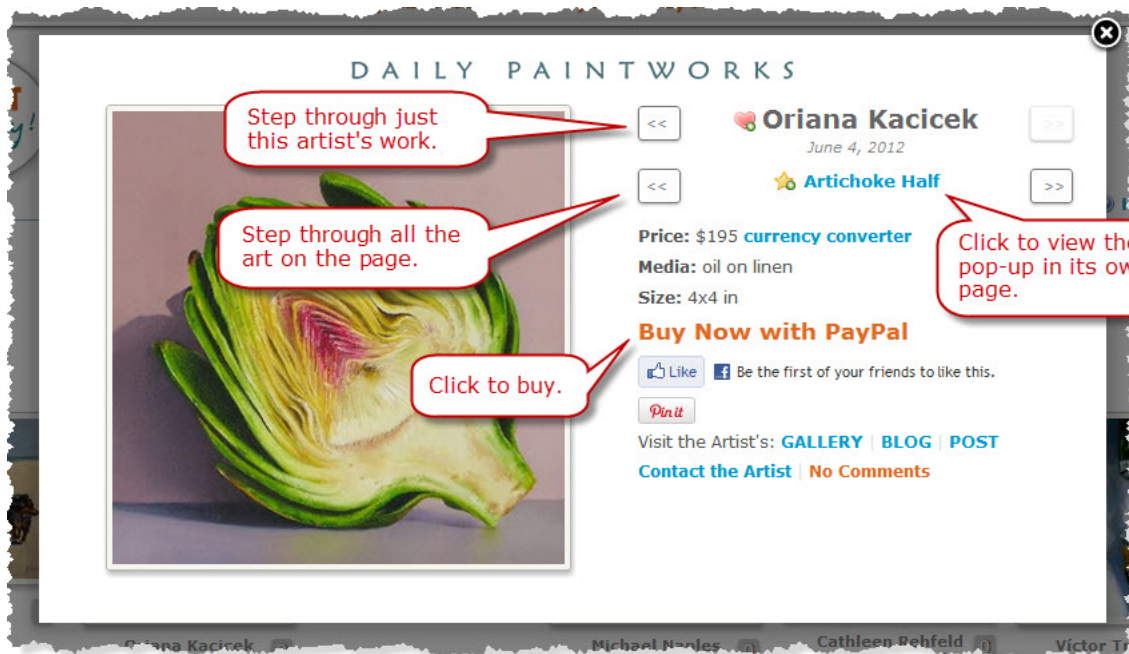 DAILY PAINTWORKS
Step through just
this artist's work.
<<
Oriana Kacicek
>>
June 4, 2012
<<
Artichoke Half
>>
Step through all the
art on the page.
Price: $195 currency converter
Media: oil on linen
Size: 4x4 in
Click to view the
pop-up in its
page.
Buy Now with PayPal
Click to buy.
Like
Be the first of your friends to like this.
Pin it
Visit the Artist's: GALLERY | BLOG | POST
Contact the Artist | No Comments
Oriana Kacicek
Michael Naples
Cathleen Rehfeld
Víctor